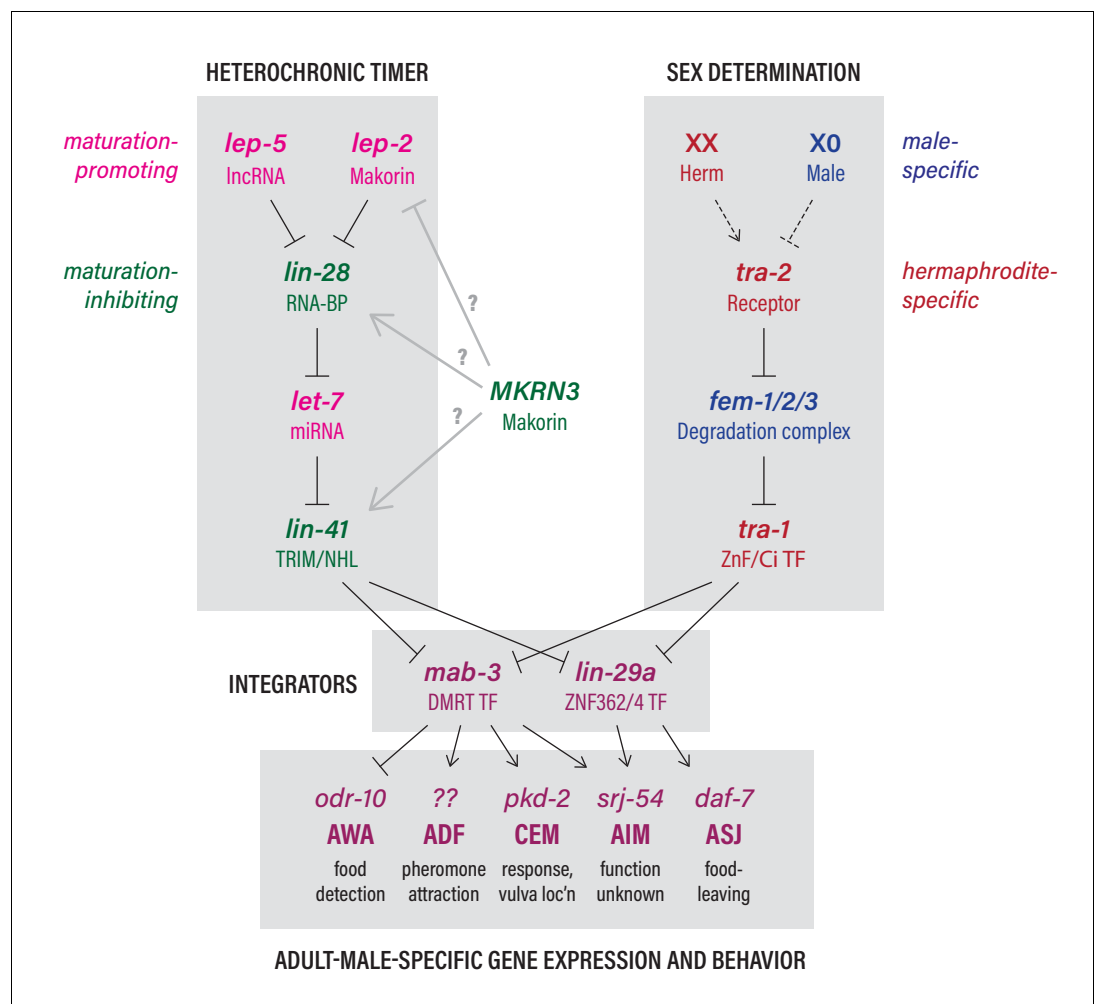 HETEROCHRONIC TIMER
SEX DETERMINATION
maturation-
promoting
lep-5
lncRNA
lep-2
Makorin
XX
Herm
X0
Male
male-
specific
maturation-
inhibiting
lin-28
RNA-BP
tra-2
Receptor
hermaphrodite-
specific
?
?
?
let-7
miRNA
MKRN3
Makorin
fem-1/2/3
Degradation complex
lin-41
TRIM/NHL
tra-1
ZnF/Ci TF
INTEGRATORS
mab-3
DMRT TF
lin-29a
ZNF362/4 TF
odr-10
AWA
food
detection
??
ADF
pheromone
attraction
pkd-2
CEM
response,
vulva loc'n
srj-54
AIM
function
unknown
daf-7
ASJ
food-
leaving
ADULT-MALE-SPECIFIC GENE EXPRESSION AND BEHAVIOR